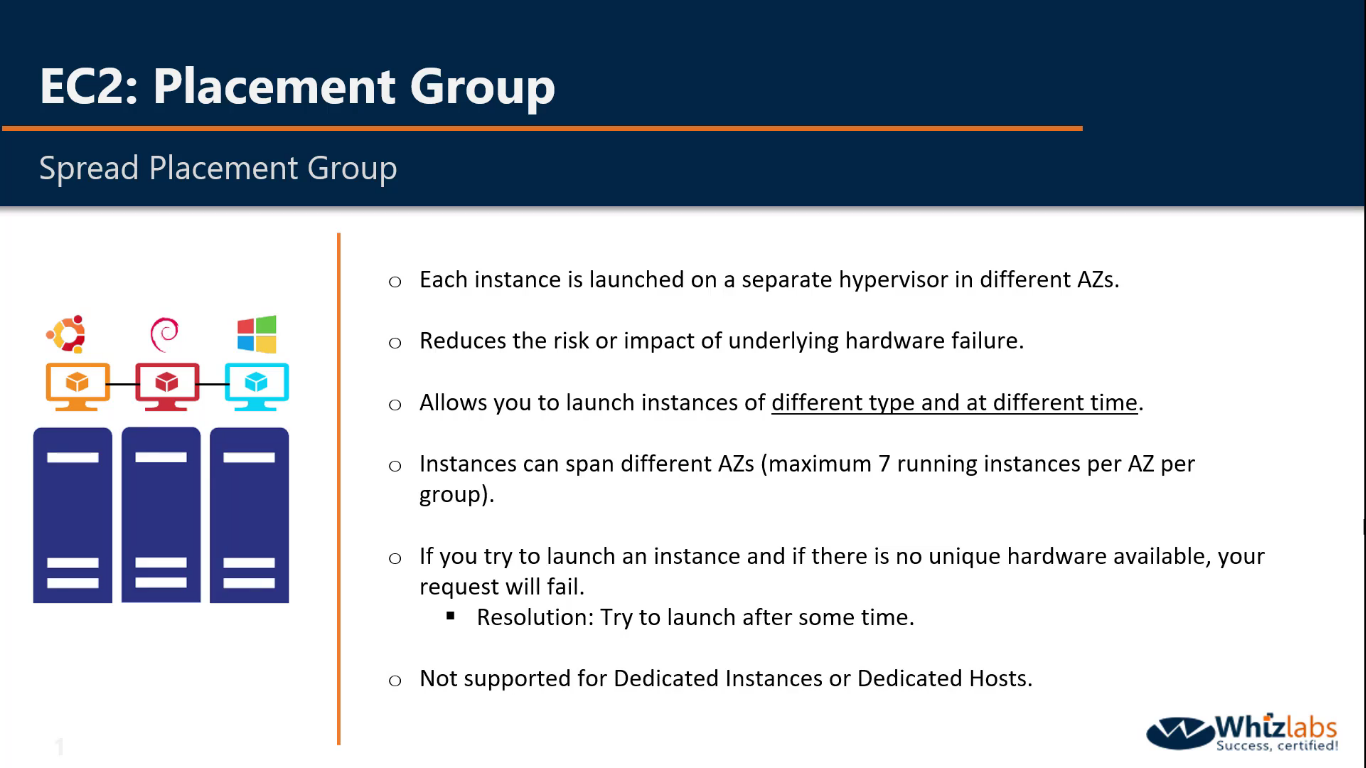 EC2: Placement Group
Spread Placement Group
Each instance is launched on a separate hypervisor in different AZs.
Reduces the risk or impact of underlying hardware failure.
Allows you to launch instances of different type and at different time.
Instances can span different AZs (maximum 7 running instances per AZ per
group).
If you try to launch an instance and if there is no unique hardware available, your
request will fail.
Resolution: Try to launch after some time.
Not supported for Dedicated Instances or Dedicated Hosts.
1
Whizlabs
Success, certified!